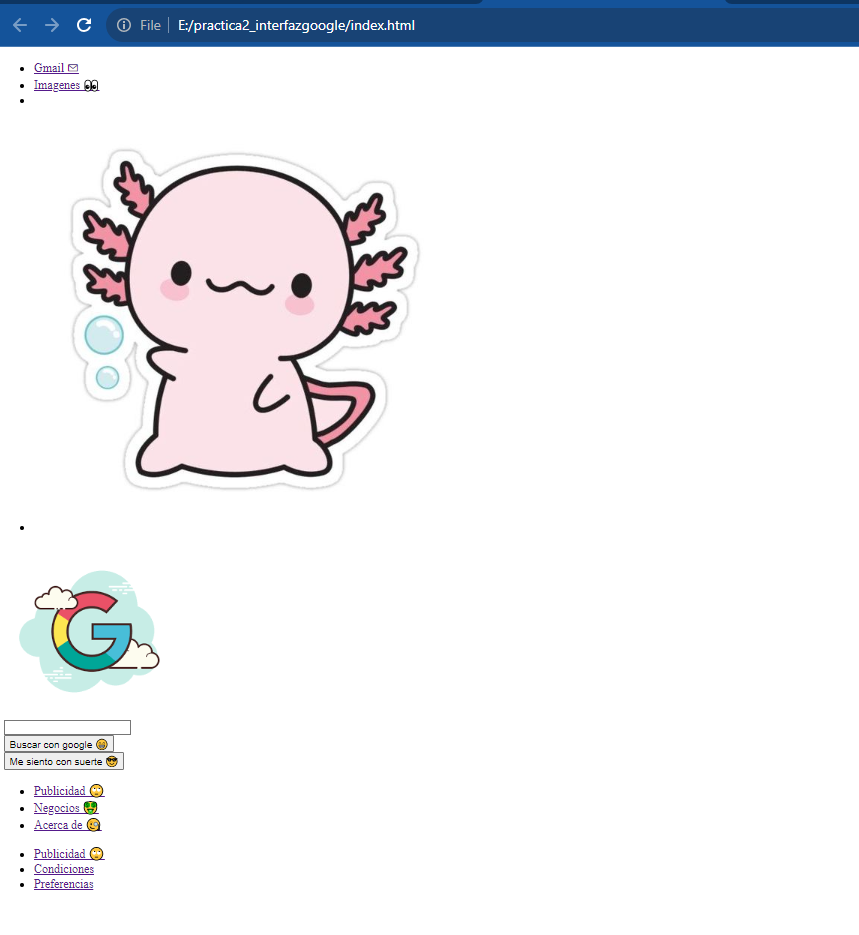 File E:/practica2_interfazgoogle/index.html
Gmail ✉
Imagenes 👀
G
Buscar con google 😁
Me siento con suerte 😎
Publicidad 🙄
Negocios 🤑
Acerca de 🧐
Publicidad 🙄
Condiciones
Preferencias